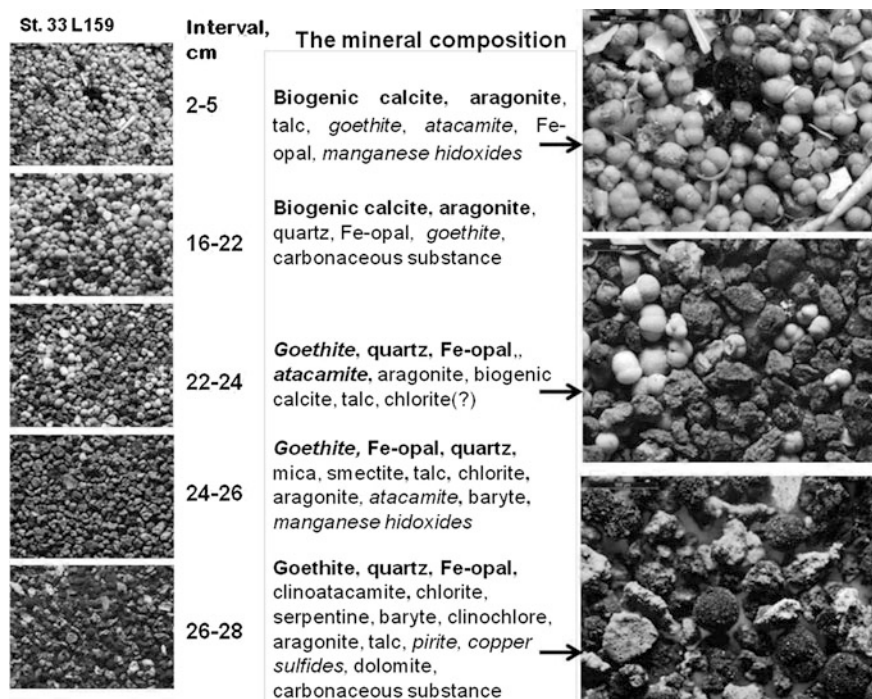 St. 33 L159
Interval, cm
The mineral composition
2-5
Biogenic calcite, aragonite,
talc, goethite, atacamite, Fe-
opal, manganese hidoxides
16-22
Biogenic calcite, aragonite,
quartz, Fe-opal, goethite,
carbonaceous substance
22-24
Goethite, quartz, Fe-opal,,
atacamite, aragonite, biogenic
calcite, talc, chlorite(?)
24-26
Goethite, Fe-opal, quartz,
mica, smectite, talc, chlorite,
aragonite, atacamite, baryte,
manganese hidoxides
26-28
Goethite, quartz, Fe-opal,
clinoatacamite, chlorite,
serpentine, baryte, clinochlore,
aragonite, talc, pirite, copper
sulfides, dolomite,
carbonaceous substance